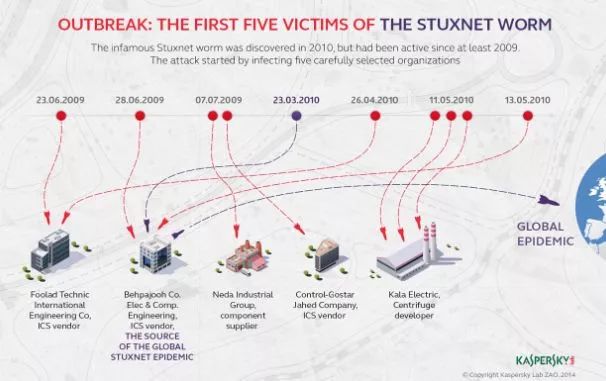 OUTBREAK: THE FIRST FIVE VICTIMS OF THE STUXNET WORM
The infamous Stuxnet worm was discovered in 2010, but had been active since at least 2009.
The attack started by infecting five carefully selected organizations
23.06.2009 28.06.2009 07.07.2009 23.03.2010 26.04.2010 11.05.2010 13.05.2010
GLOBAL
EPIDEMIC
Foolad Technic
International
Engineering Co,
ICS vendor
Behpajooh Co.
Elec & Comp.
Engineering,
ICS vendor,
THE SOURCE
OF THE GLOBAL
STUXNET EPIDEMIC
Neda Industrial
Group,
component
supplier
Control-Gostar
Jahed Company,
ICS vendor
Kala Electric,
Centrifuge
developer
KASPERSKY lab
© Copyright Kaspersky Lab ZAO, 2014